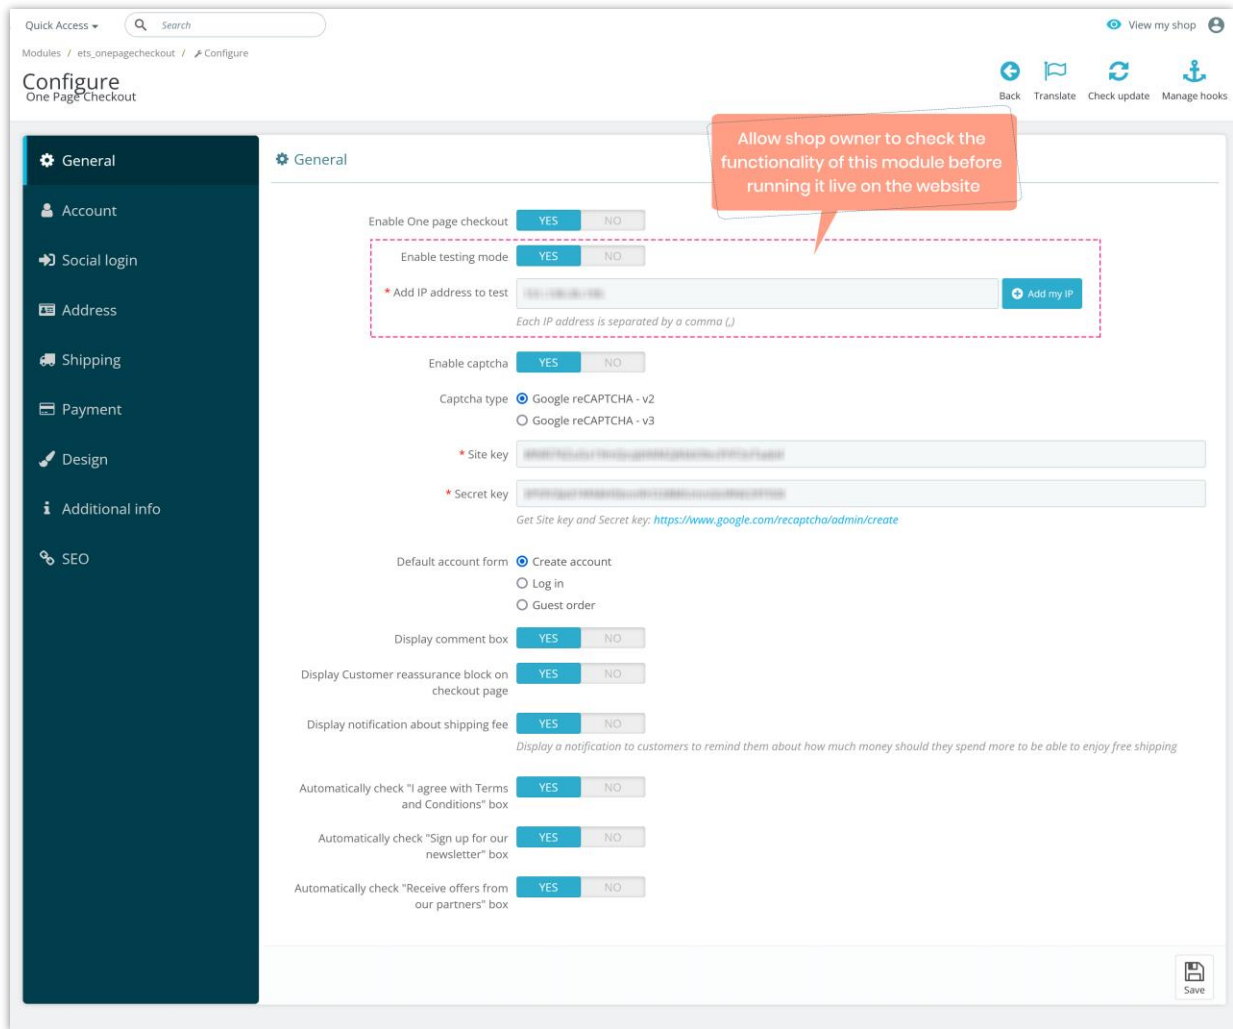 Quick Access
Search
View my shop
Modules / ets_onepagecheckout / Configure
Configure
One Page Checkout
Back
Translate
Check update
Manage hooks
Allow shop owner to check the
functionality of this module before
running it live on the website
General
Account
Social login
Address
Shipping
Payment
Design
Additional info
SEO
General
Enable One page checkout YES NO
Enable testing mode YES NO
* Add IP address to test
Add my IP
Each IP address is separated by a comma (,)
Enable captcha YES NO
Captcha type Google reCAPTCHA - v2
Google reCAPTCHA - v3
* Site key
* Secret key
Get Site key and Secret key: https://www.google.com/recaptcha/admin/create
Default account form Create account
Log in
Guest order
Display comment box YES NO
Display Customer reassurance block on YES NO
checkout page
Display notification about shipping fee YES NO
Display a notification to customers to remind them about how much money should they spend more to be able to enjoy free shipping
Automatically check "I agree with Terms YES NO
and Conditions" box
Automatically check "Sign up for our YES NO
newsletter" box
Automatically check "Receive offers from YES NO
our partners" box
Save